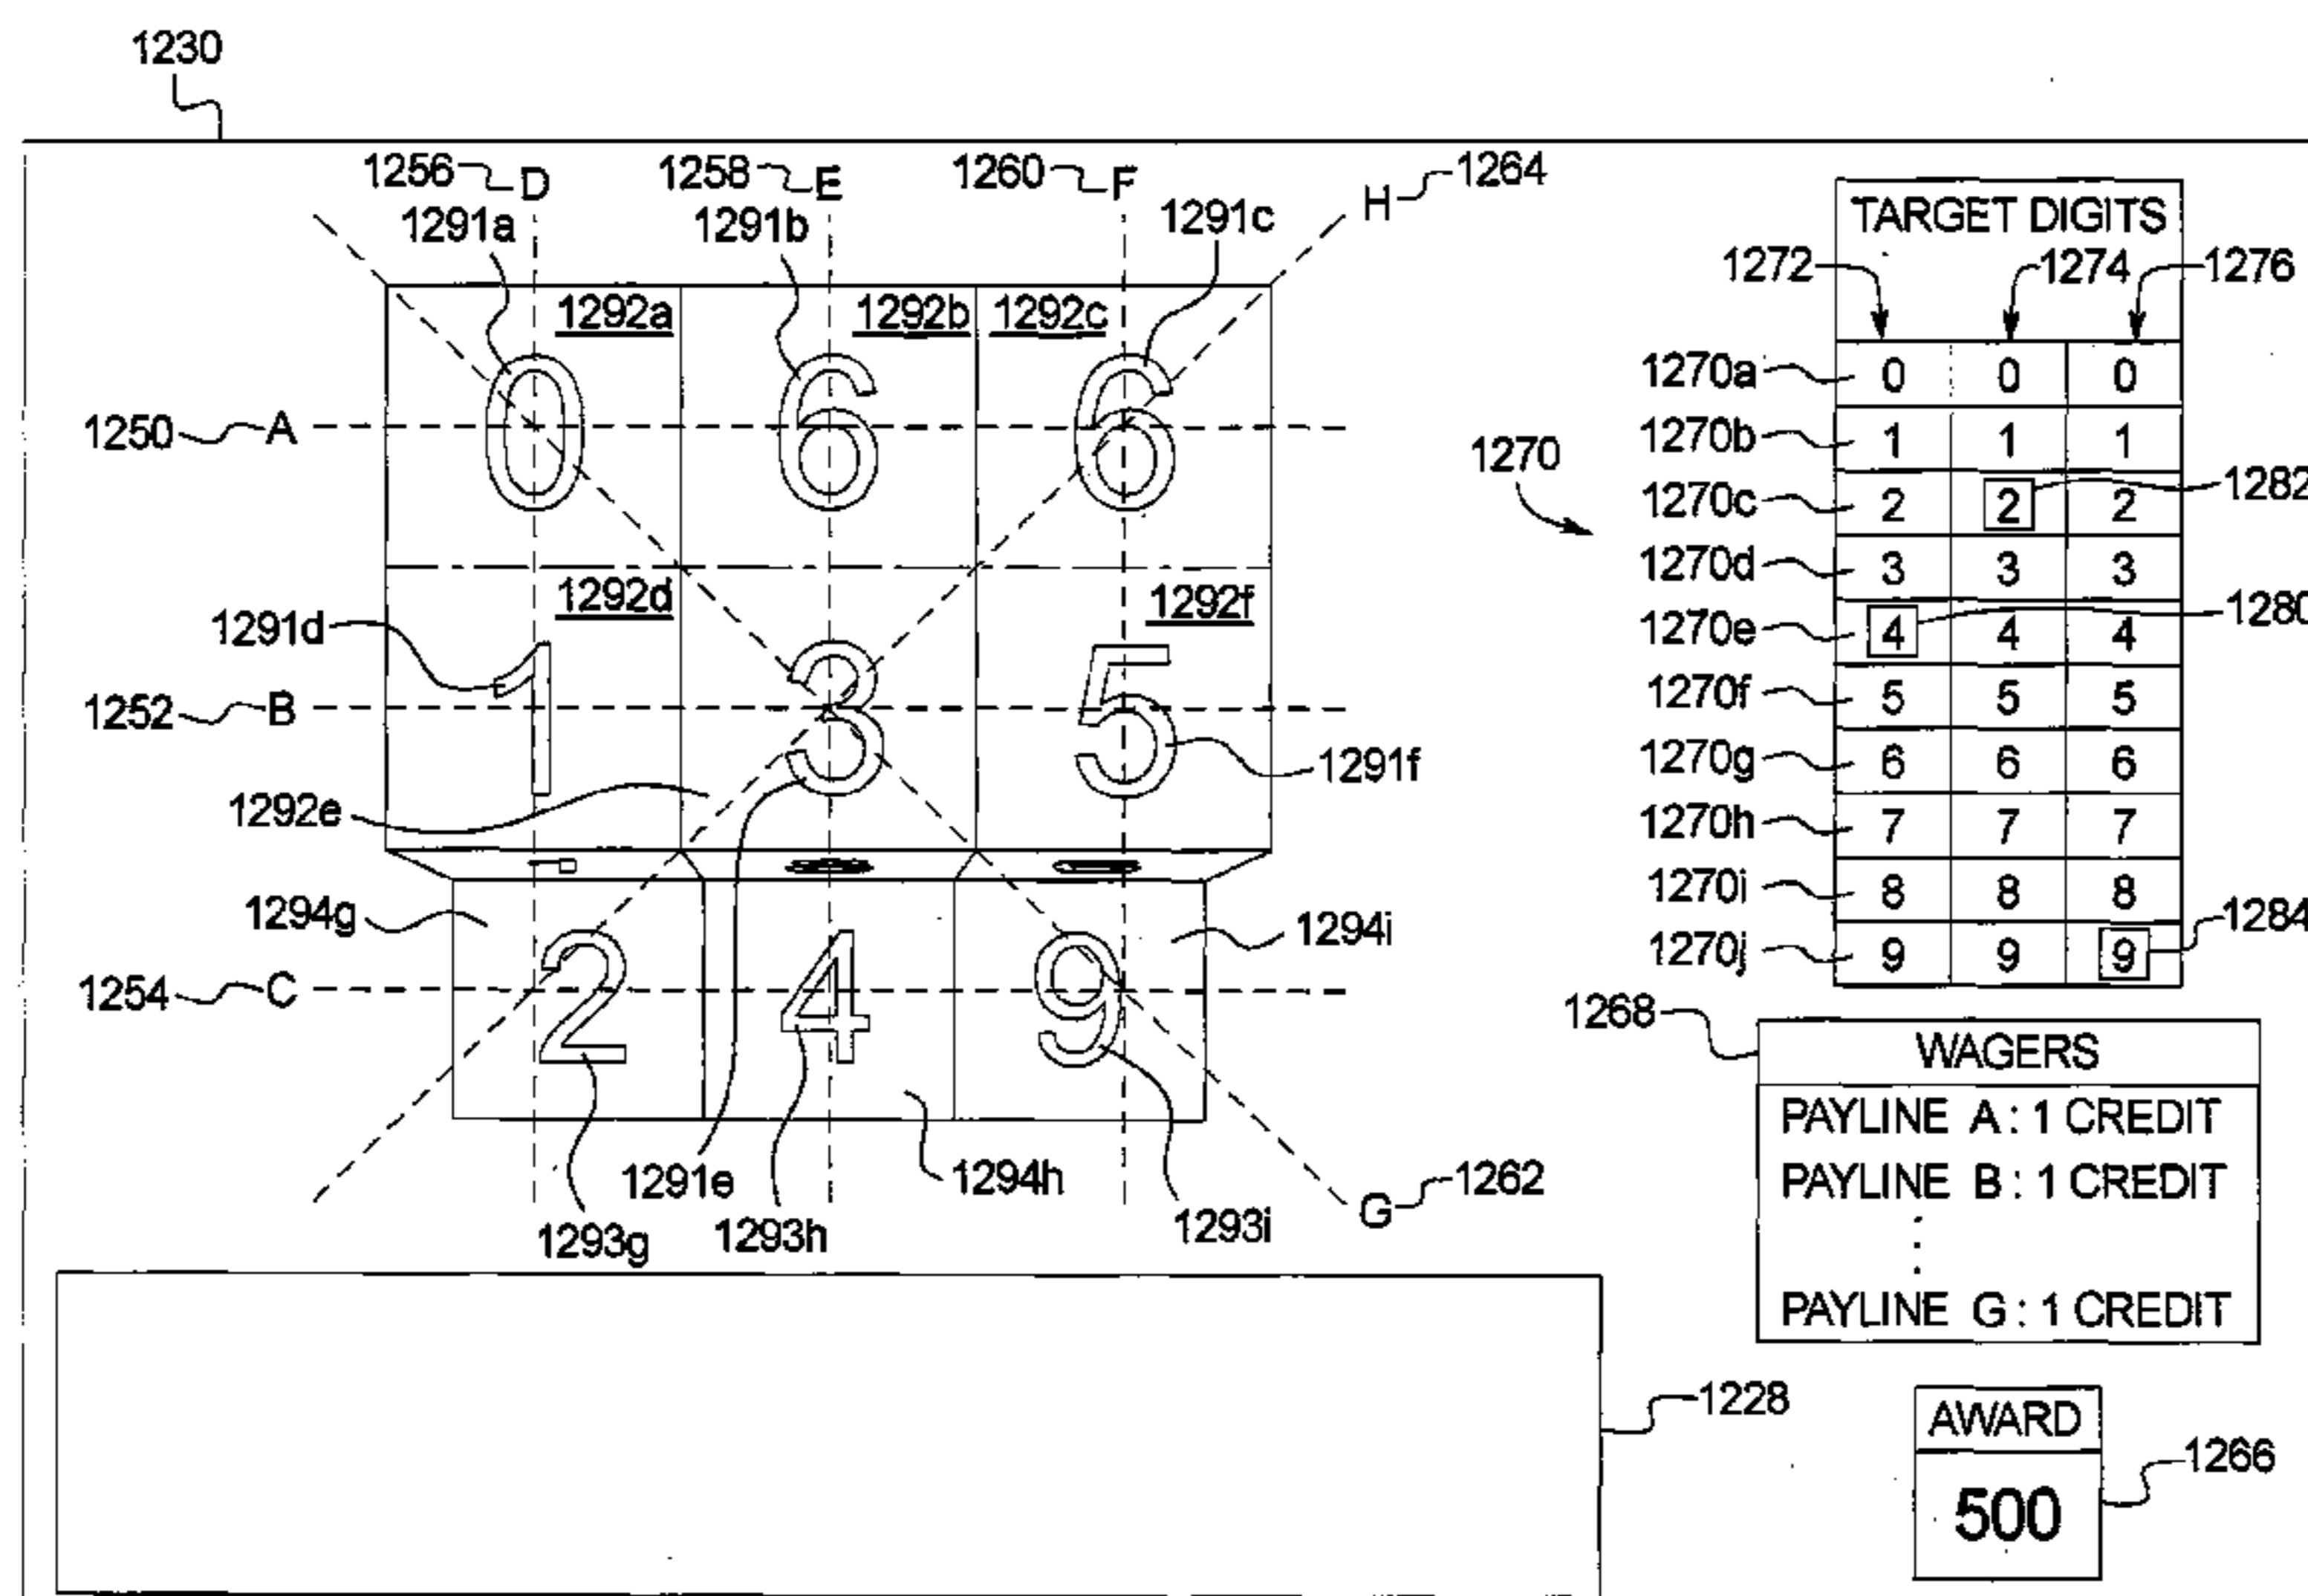 1230
1256 D 1258 E 1260 F H 1264
1291a 1291b 1291c
1292a 1292b 1292c
0 6 6
1250 A
1292d 1292f
1291d
1 3 5
1252 B
1291f
1292e
1294g 1294i
2 4 9
1254 C
1291e 1294h G 1262
1293g 1293h 1293i
1228
TARGET DIGITS
1272 1274 1276
1270
1270a 0 0 0
1270b 1 1 1
1270c 2 2 2 1282
1270d 3 3 3
1270e 4 4 4 1280
1270f 5 5 5
1270g 6 6 6
1270h 7 7 7
1270i 8 8 8
1270j 9 9 9 1284
1268
WAGERS
PAYLINE A : 1 CREDIT
PAYLINE B : 1 CREDIT
PAYLINE G : 1 CREDIT
AWARD
500
1266